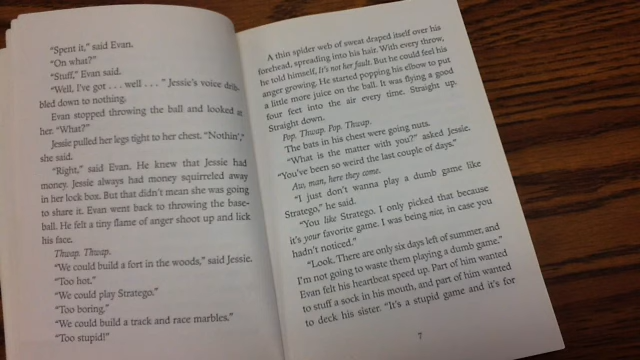 “Spent it,” said Evan.
“On what?”
“Stuff,” Evan said.
“Well, I’ve got . . . well . . . ” Jessie’s voice drib-
bled down to nothing.
Evan stopped throwing the ball and looked at
her. “What?”
Jessie pulled her legs tight to her chest. “Nothin’,”
she said.
“Right,” said Evan. He knew that Jessie had
money. Jessie always had money squirreled away
in her lock box. But that didn’t mean she was going
to share it. Evan went back to throwing the base-
ball. He felt a tiny flame of anger shoot up and lick
his face.
Thwap. Thwap.
“We could build a fort in the woods,” said Jessie.
“Too hot.”
“We could play Stratego.”
“Too boring.”
“We could build a track and race marbles.”
“Too stupid!”
A thin spider web of sweat draped itself over his
forehead, spreading into his hair. With every throw,
he told himself, It’s not her fault. But he could feel his
anger growing. He started popping his elbow to put
a little more juice on the ball. It was flying a good
four feet into the air every time. Straight up.
Straight down.
Pop. Thwap. Pop. Thwap.
The bats in his chest were going nuts.
“What is the matter with you?” asked Jessie.
“You’ve been so weird the last couple of days.”
Aw, man, here they come.
“I just don’t wanna play a dumb game like
Stratego,” he said.
“You like Stratego. I only picked that because
it’s your favorite game. I was being nice, in case you
hadn’t noticed.”
“Look. There are only six days left of summer, and
I’m not going to waste them playing a dumb game.”
Evan felt his heartbeat speed up. Part of him wanted
to stuff a sock in his mouth, and part of him wanted
to deck his sister. “It’s a stupid game and it’s for
7